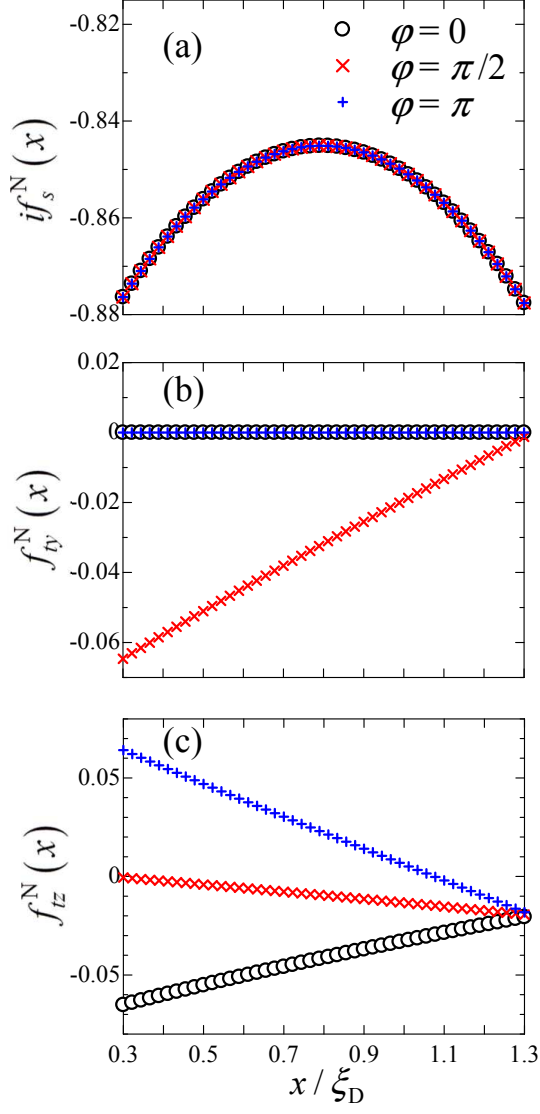 (a)
φ = 0
φ = π/2
φ = π
-0.82
-0.84
-0.86
-0.88
if_s^N(x)
(b)
0.02
0
-0.02
-0.04
-0.06
f_ty^N(x)
(c)
0.05
0
-0.05
f_tz^N(x)
0.3 0.5 0.7 0.9 1.1 1.3
x / ξ_D